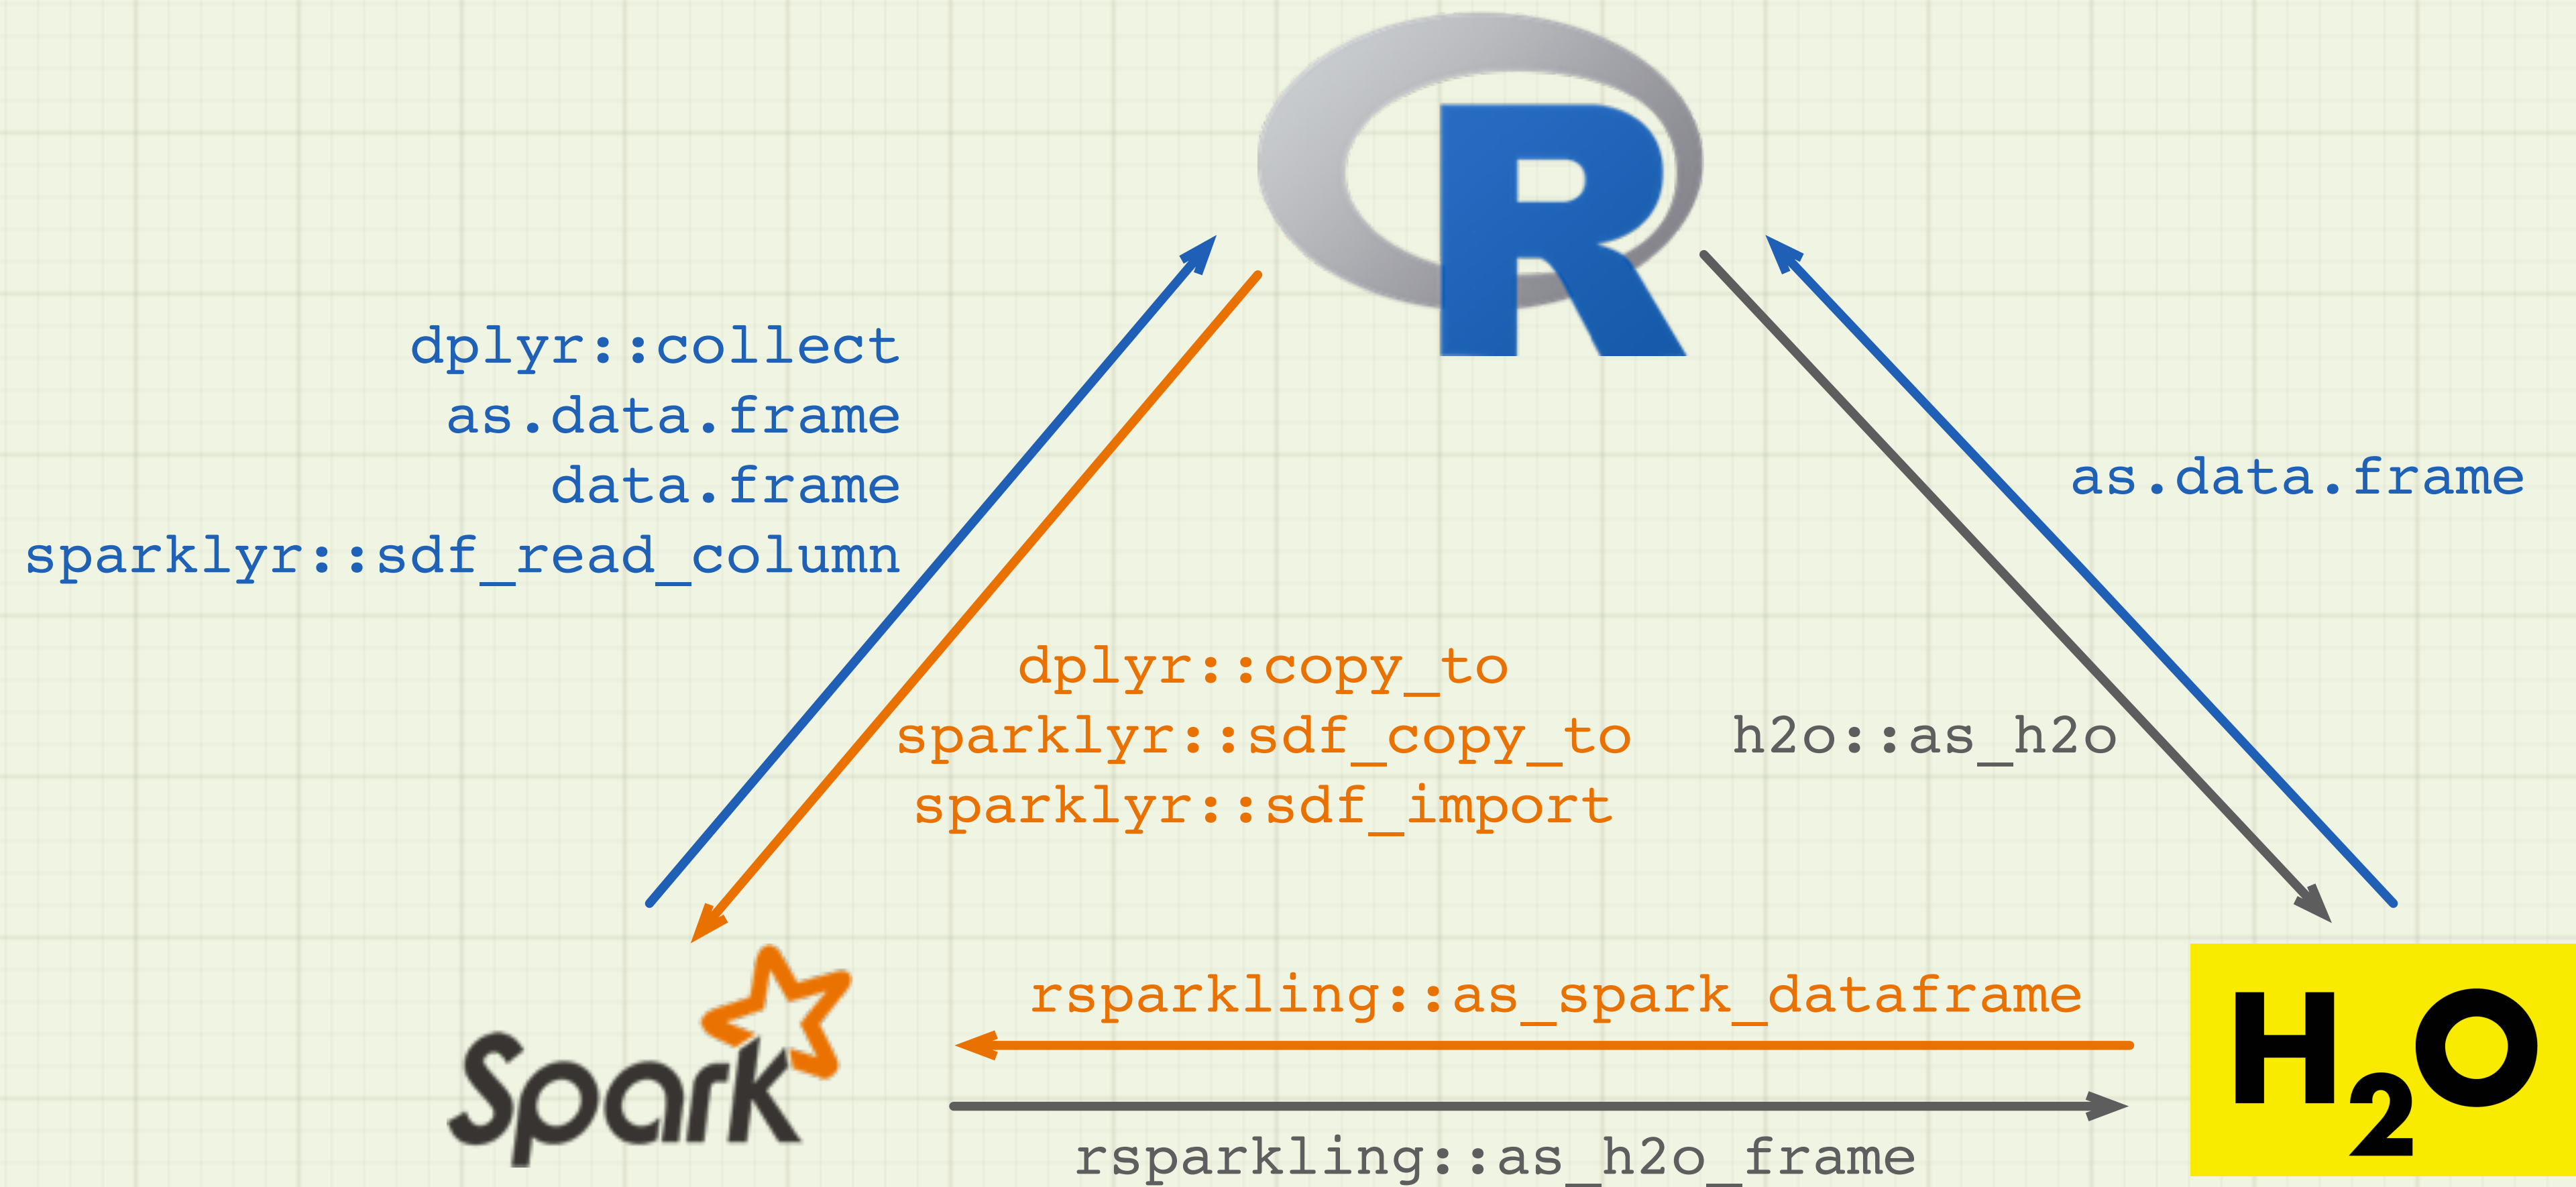 R
dplyr::collect
as.data.frame
data.frame
sparklyr::sdf_read_column
as.data.frame
dplyr::copy_to
sparklyr::sdf_copy_to
sparklyr::sdf_import
h2o::as_h2o
rsparkling::as_spark_dataframe
Spark
H2O
rsparkling::as_h2o_frame